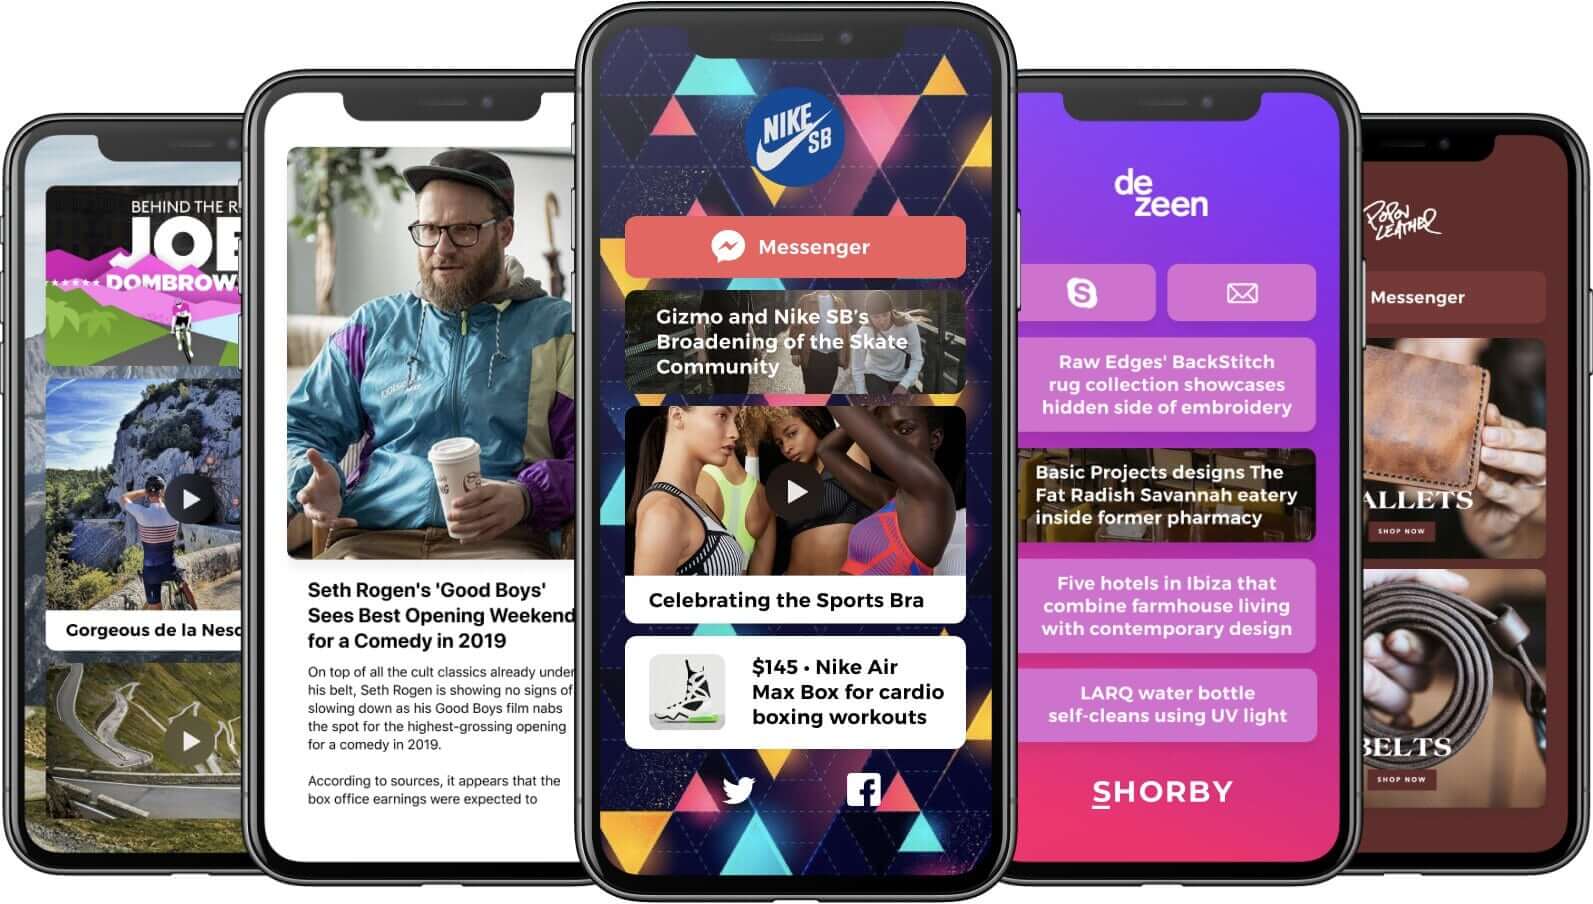 BEHIND THE R
JOE
DOMBROW
Gorgeous de la Nesc
Seth Rogen's 'Good Boys'
Sees Best Opening Weekend
for a Comedy in 2019
On top of all the cult classics already under
his belt, Seth Rogen is showing no signs of
slowing down as his Good Boys film nabs
the spot for the highest-grossing opening
for a comedy in 2019.
According to sources, it appears that the
box office earnings were expected to
NIKE
SB
Messenger
Gizmo and Nike SB's
Broadening of the Skate
Community
Celebrating the Sports Bra
$145 • Nike Air
Max Box for cardio
boxing workouts
de
zeen
Raw Edges' BackStitch
rug collection showcases
hidden side of embroidery
Basic Projects designs The
Fat Radish Savannah eatery
inside former pharmacy
Five hotels in Ibiza that
combine farmhouse living
with contemporary design
LARQ water bottle
self-cleans using UV light
SHORBY
POPOV
LEATHER
Messenger
ALLETS
SHOP NOW
BELTS
SHOP NOW